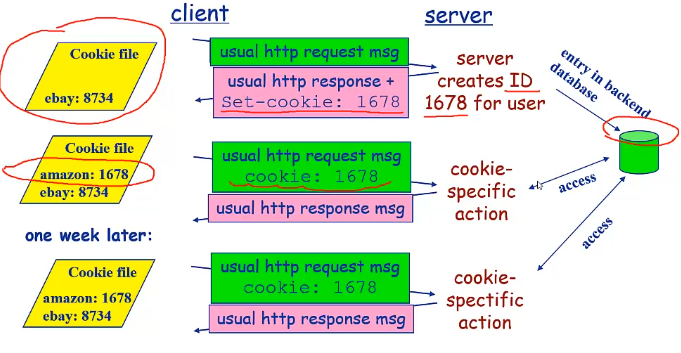 client
server
Cookie file
ebay: 8734
usual http request msg
usual http response +
Set-cookie: 1678
server
creates ID
1678 for user
entry in backend
database
Cookie file
amazon: 1678
ebay: 8734
usual http request msg
cookie: 1678
usual http response msg
cookie-
specific
action
access
access
one week later:
Cookie file
amazon: 1678
ebay: 8734
usual http request msg
cookie: 1678
usual http response msg
cookie-
spectific
action